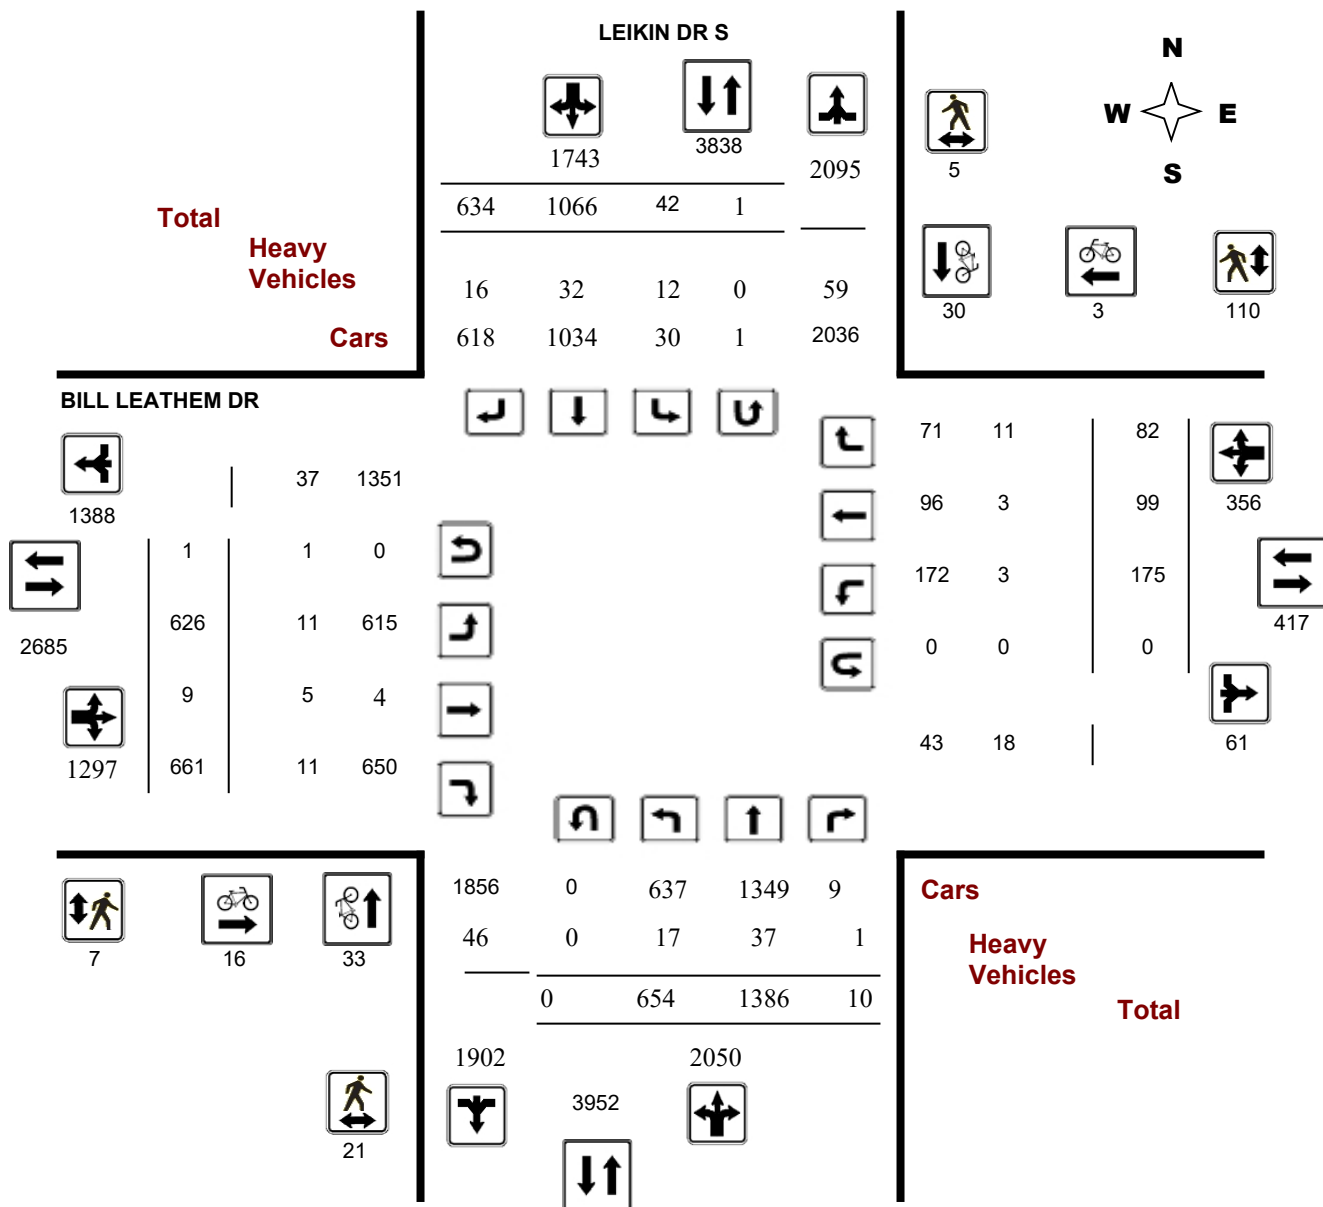 LEIKIN DR S
N
W E
S
1743
3838
2095
5
634 1066 42 1
Total
Heavy
Vehicles
Cars
16 32 12 0 59
618 1034 30 1 2036
30 3 110
BILL LEATHEM DR
71 11 82
37 1351
1388
96 3 99 356
1 1 0
172 3 175
626 11 615
417
2685
0 0 0
9 5 4
43 18 61
1297 661 11 650
1856 0 637 1349 9
Cars
46 0 17 37 1
Heavy
Vehicles
7 16 33
0 654 1386 10
Total
1902 2050
3952
21